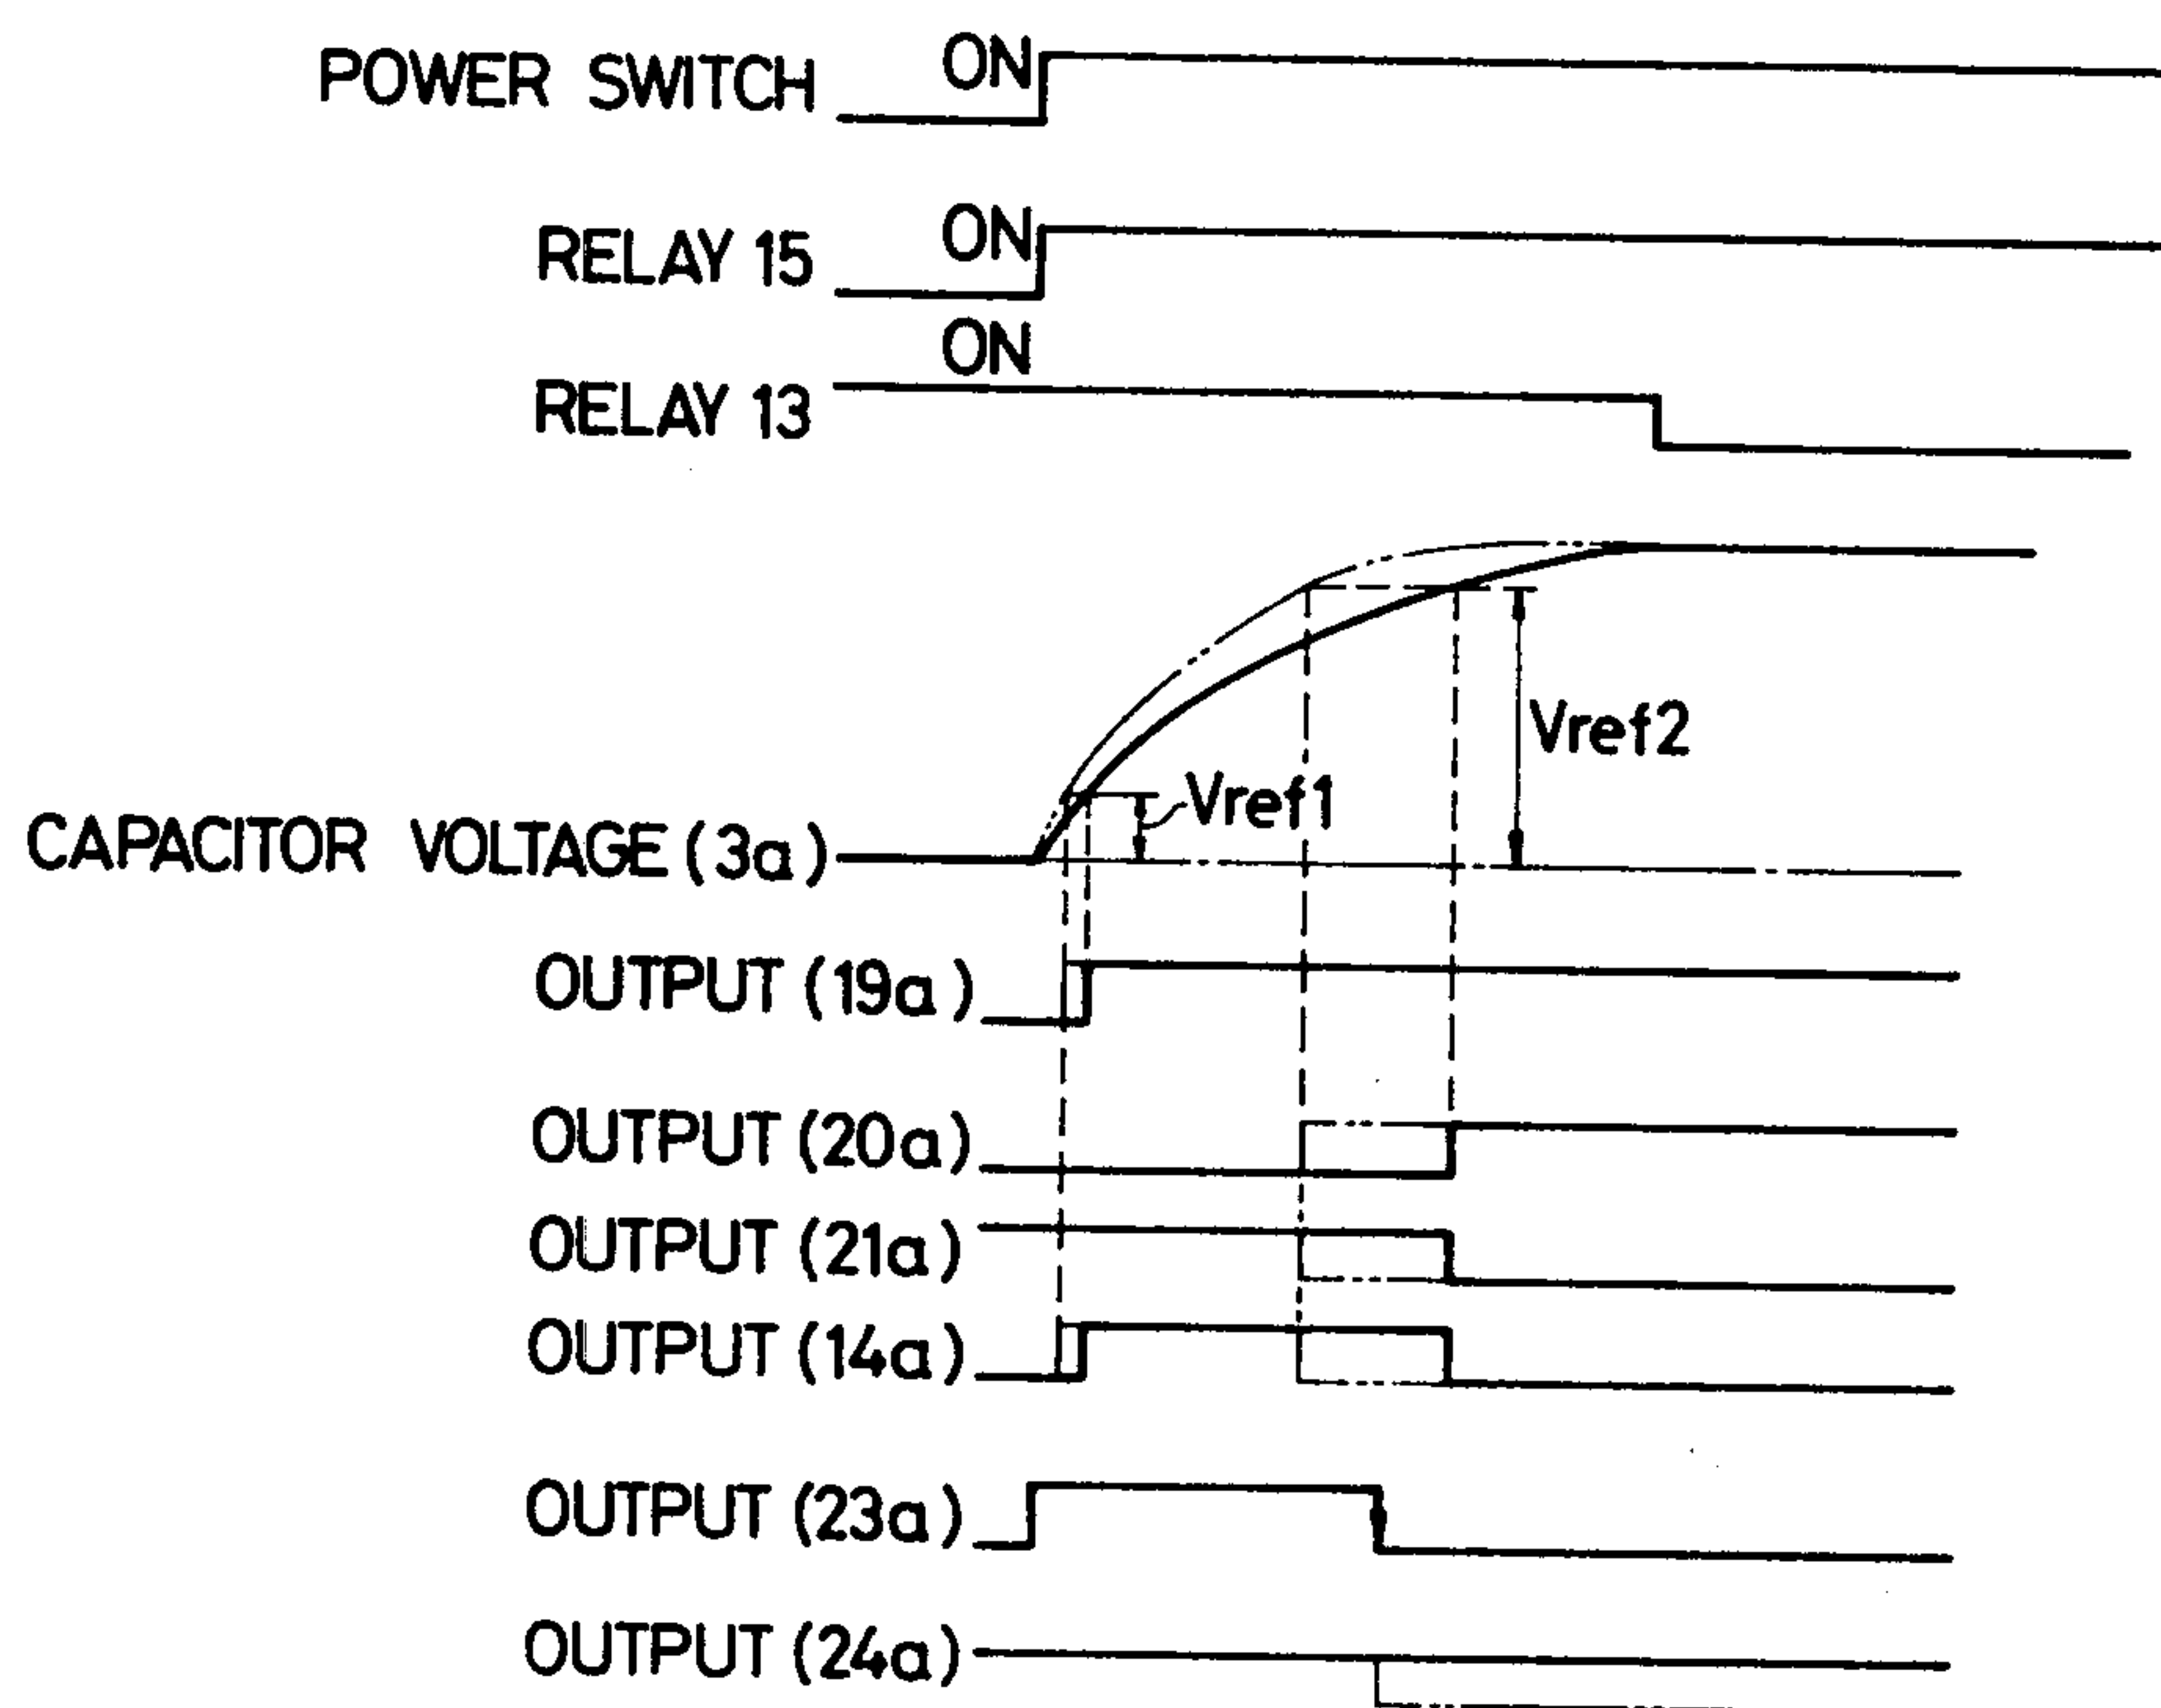 POWER SWITCH ON
RELAY 15 ON
ON
RELAY 13
Vref2
Vref1
CAPACITOR VOLTAGE (3a)
OUTPUT (19a)
OUTPUT (20a)
OUTPUT (21a)
OUTPUT (14a)
OUTPUT (23a)
OUTPUT (24a)